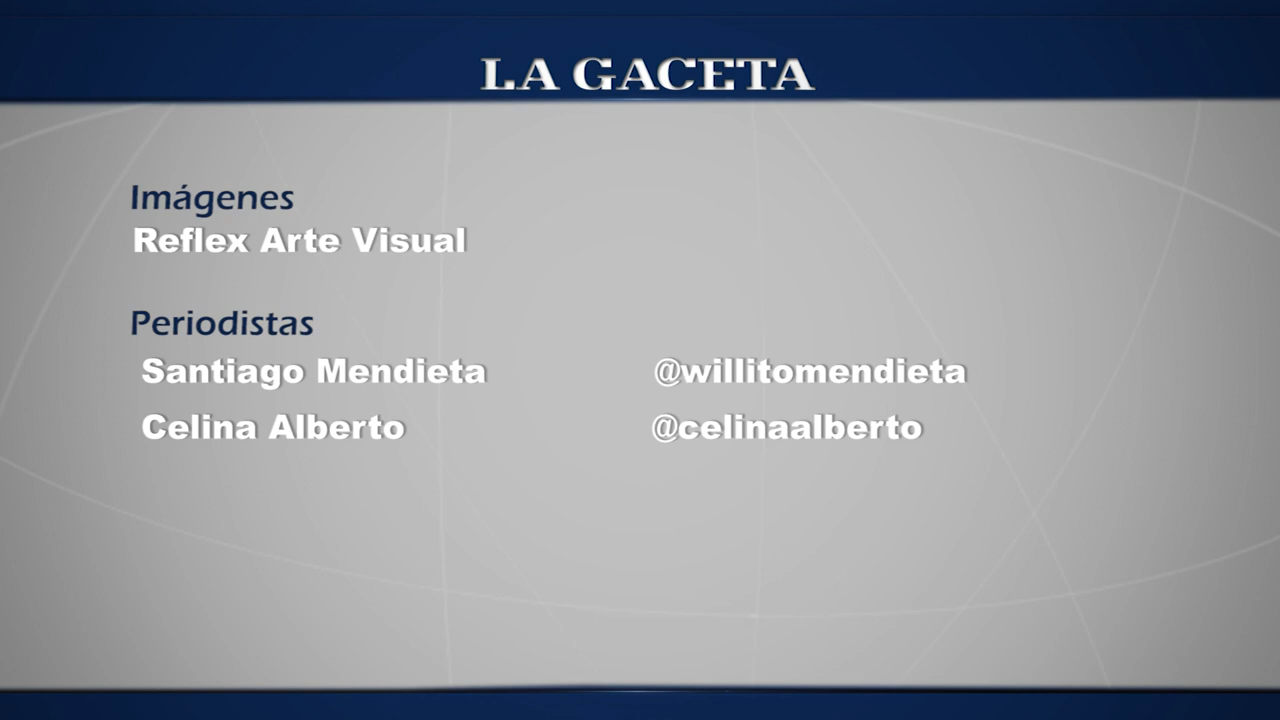 LA GACETA
Imágenes
Reflex Arte Visual
Periodistas
Santiago Mendieta @willitomendieta
Celina Alberto @celinaalberto